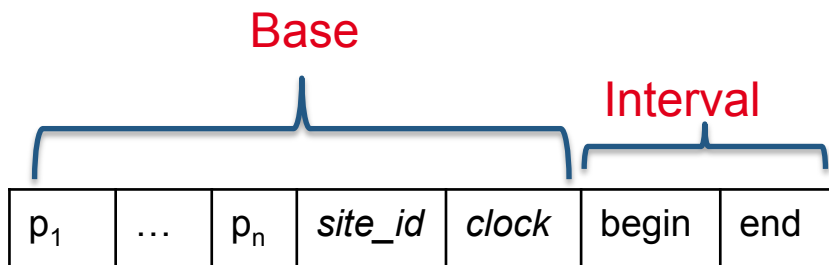 Base
Interval
p₁ … pₙ site_id clock begin end